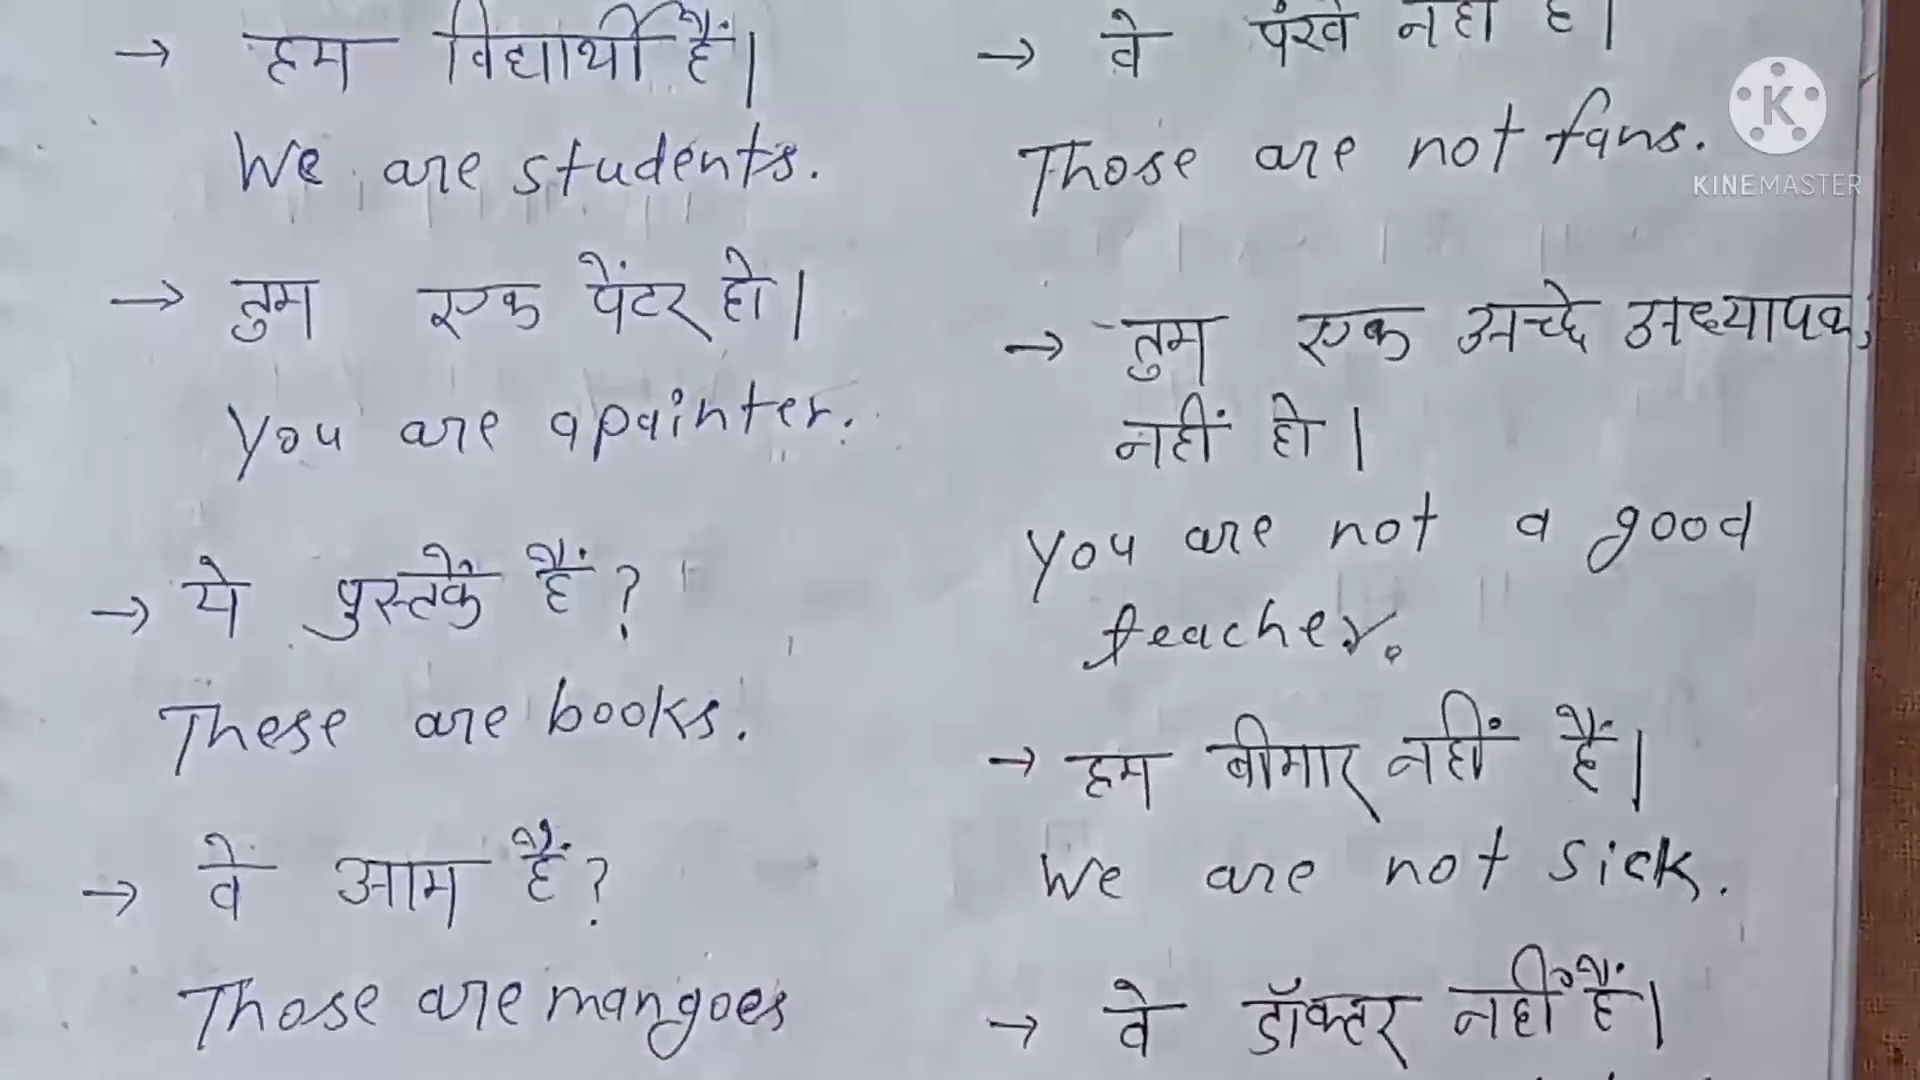 → हम विद्यार्थी हैं।
We are students.
→ तुम एक पेंटर हो।
You are a painter.
→ ये पुस्तकें हैं?
These are books.
→ वे आम हैं?
Those are mangoes
→ वे पंखे नहीं हैं।
Those are not fans.
→ तुम एक अच्छे अध्यापक
नहीं हो।
You are not a good
teacher.
→ हम बीमार नहीं हैं।
We are not sick.
→ वे डॉक्टर नहीं हैं।
K
KINEMASTER